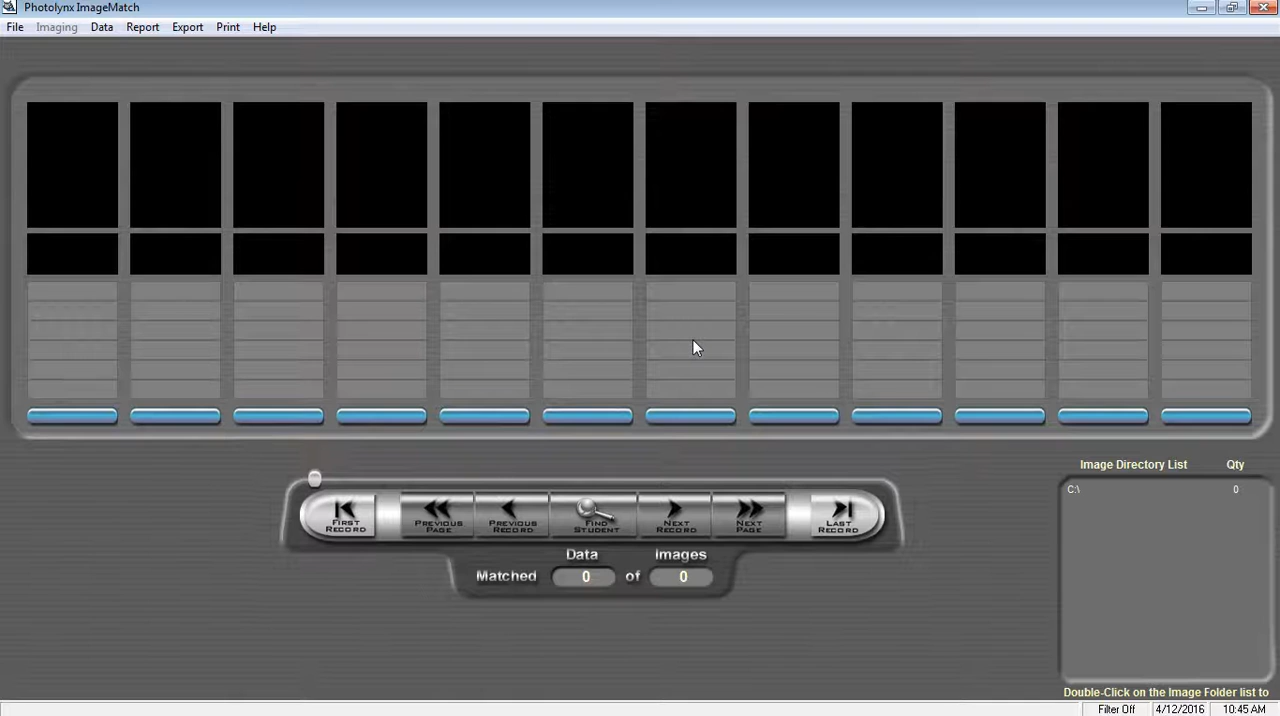 Photolynx ImageMatch
File Imaging Data Report Export Print Help
Image Directory List Qty
C:\ 0
FIRST RECORD
PREVIOUS PAGE
PREVIOUS RECORD
FIND STUDENT
NEXT RECORD
NEXT PAGE
LAST RECORD
Data Images
Matched 0 of 0
Double-Click on the Image Folder list to
Filter Off 4/12/2016 10:45 AM